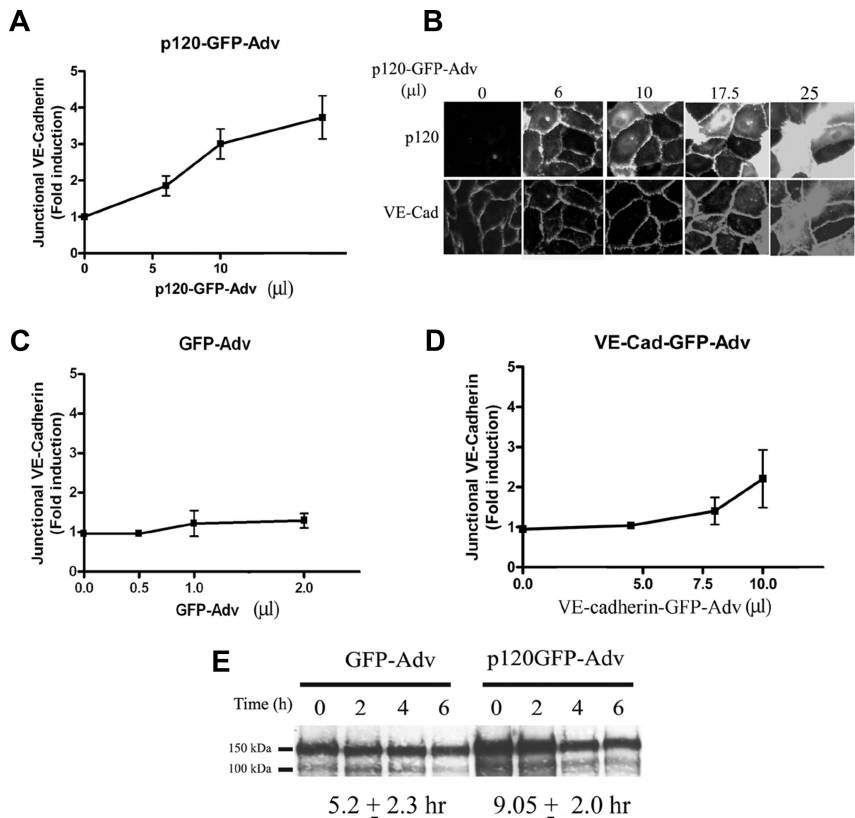 A
p120-GFP-Adv
Junctional VE-Cadherin
(Fold induction)
5
4
3
2
1
0
0
5
10
p120-GFP-Adv (µl)
B
p120-GFP-Adv
(µl)
0 6 10 17.5 25
p120
VE-Cad
C
GFP-Adv
Junctional VE-Cadherin
(Fold induction)
5
4
3
2
1
0
0.0 0.5 1.0 2.0
GFP-Adv (µl)
D
VE-Cad-GFP-Adv
Junctional VE-Cadherin
(Fold induction)
5
4
3
2
1
0
0.0 5.0 7.5 10.0
VE-cadherin-GFP-Adv (µl)
E
GFP-Adv p120GFP-Adv
Time (h) 0 2 4 6 0 2 4 6
150 kDa
100 kDa
5.2 ± 2.3 hr 9.05 ± 2.0 hr